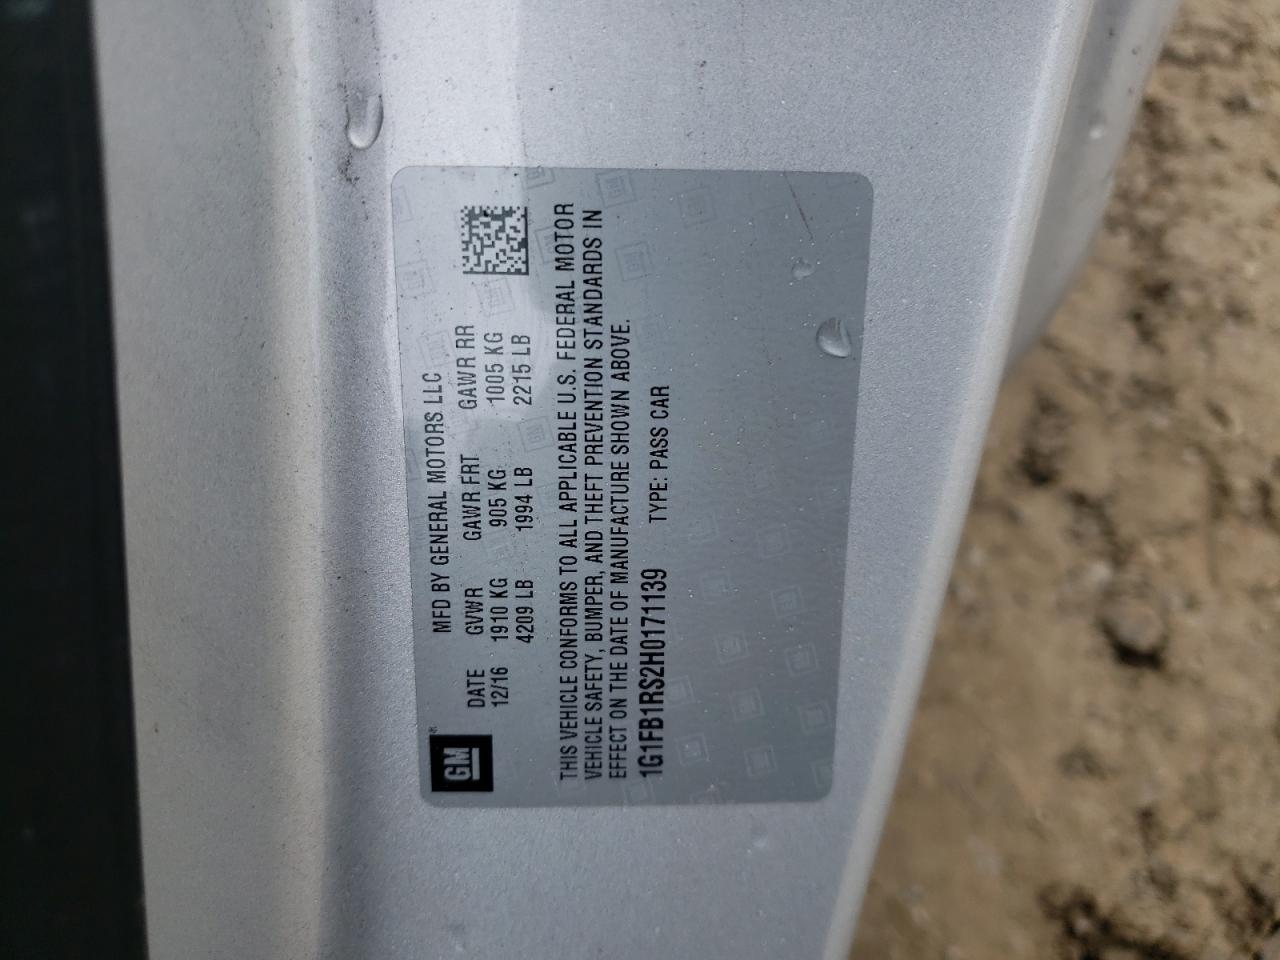 MFD BY GENERAL MOTORS LLC
DATE GVWR GAWR FRT GAWR RR
12/16 1910 KG 905 KG 1005 KG
4209 LB 1994 LB 2215 LB
GM®
THIS VEHICLE CONFORMS TO ALL APPLICABLE U.S. FEDERAL MOTOR
VEHICLE SAFETY, BUMPER, AND THEFT PREVENTION STANDARDS IN
EFFECT ON THE DATE OF MANUFACTURE SHOWN ABOVE.
1G1FB1RS2H0171139 TYPE: PASS CAR